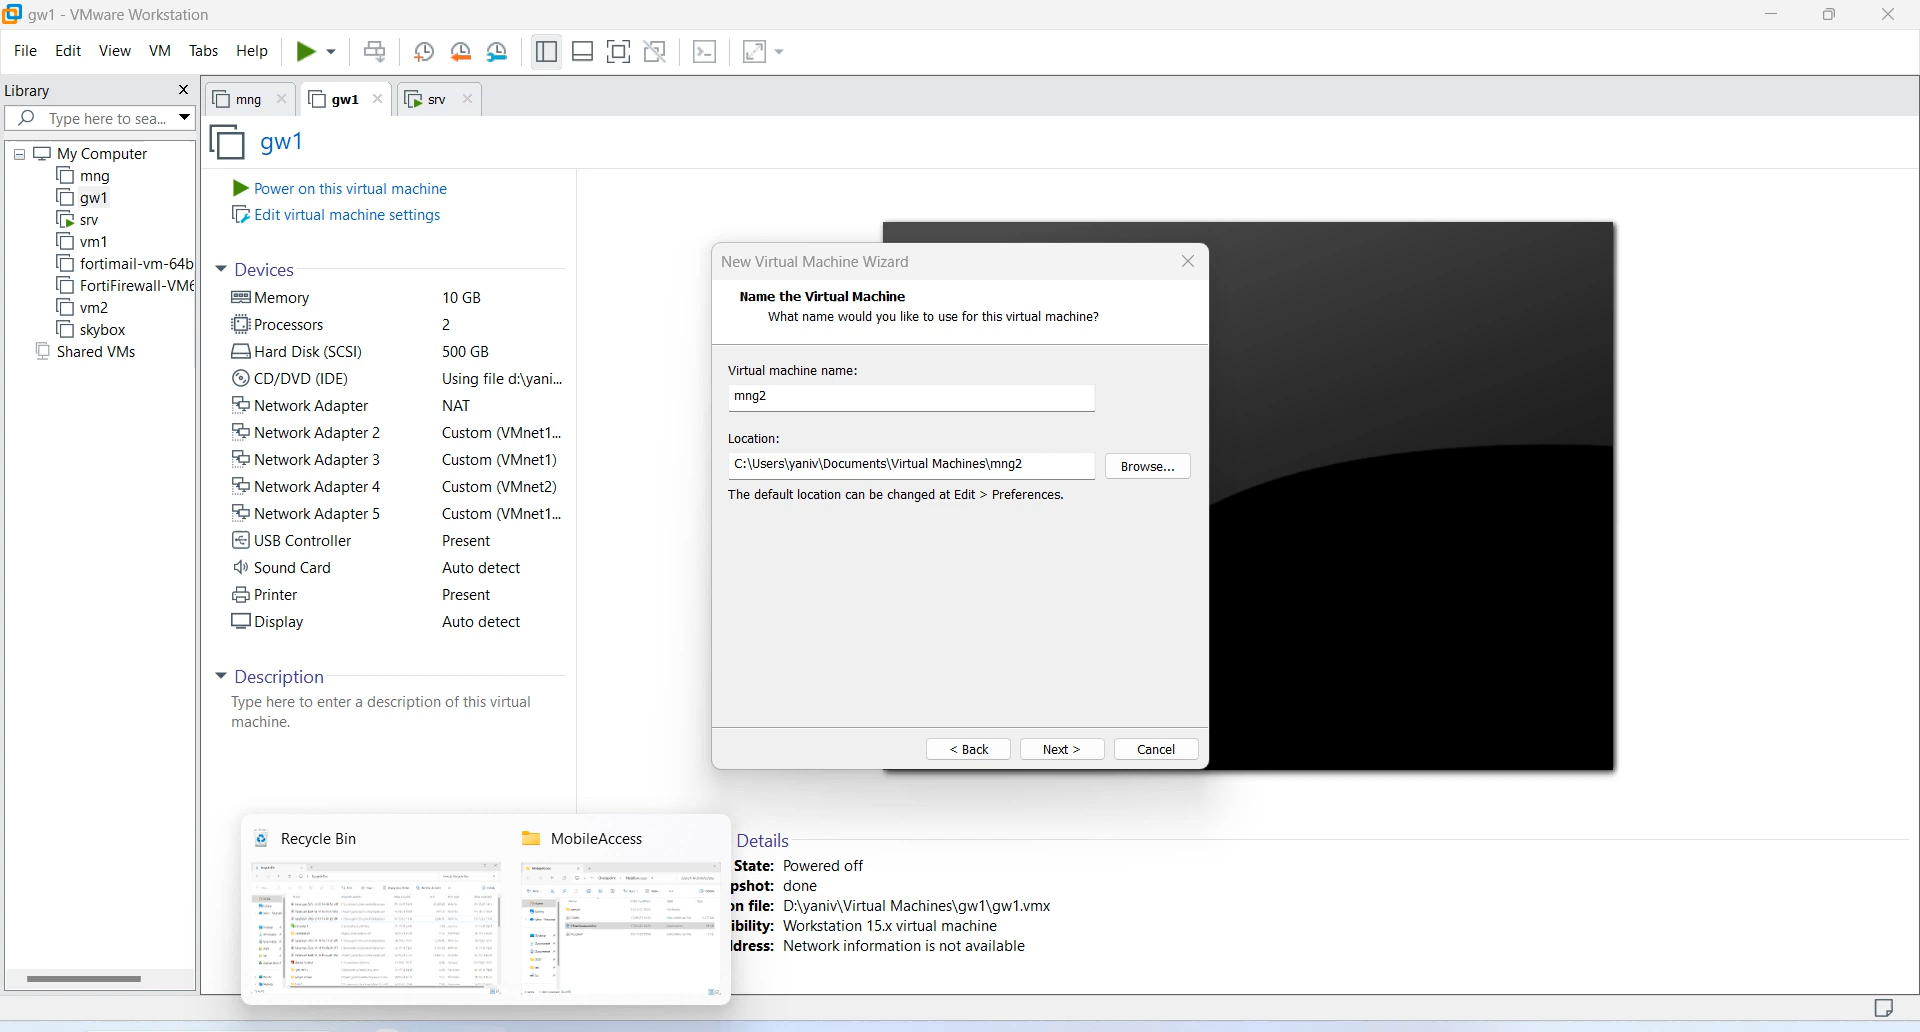 gw1 - VMware Workstation
File Edit View VM Tabs Help
Library
Type here to sea...
My Computer
mng
gw1
srv
vm1
fortimail-vm-64b
FortiFirewall-VM6
vm2
skybox
Shared VMs
mng gw1 srv
gw1
Power on this virtual machine
Edit virtual machine settings
Devices
Memory 10 GB
Processors 2
Hard Disk (SCSI) 500 GB
CD/DVD (IDE) Using file d:\yani...
Network Adapter NAT
Network Adapter 2 Custom (VMnet1...
Network Adapter 3 Custom (VMnet1)
Network Adapter 4 Custom (VMnet2)
Network Adapter 5 Custom (VMnet1...
USB Controller Present
Sound Card Auto detect
Printer Present
Display Auto detect
Description
Type here to enter a description of this virtual
machine.
New Virtual Machine Wizard
Name the Virtual Machine
What name would you like to use for this virtual machine?
Virtual machine name:
mng2
Location:
C:\Users\yaniv\Documents\Virtual Machines\mng2
Browse...
The default location can be changed at Edit > Preferences.
< Back Next > Cancel
Recycle Bin MobileAccess
Details
State: Powered off
pshot: done
on file: D:\yaniv\Virtual Machines\gw1\gw1.vmx
ibility: Workstation 15.x virtual machine
dress: Network information is not available